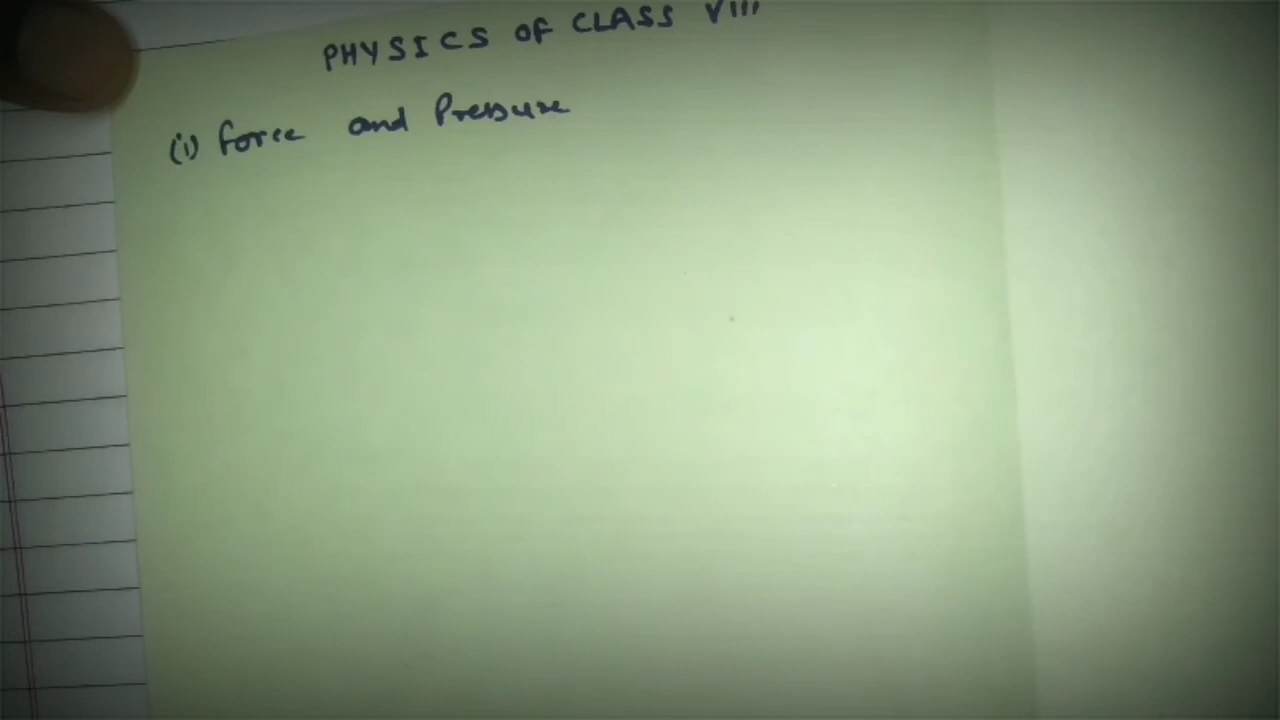 PHYSICS OF CLASS VIII
(i) Force and Pressure